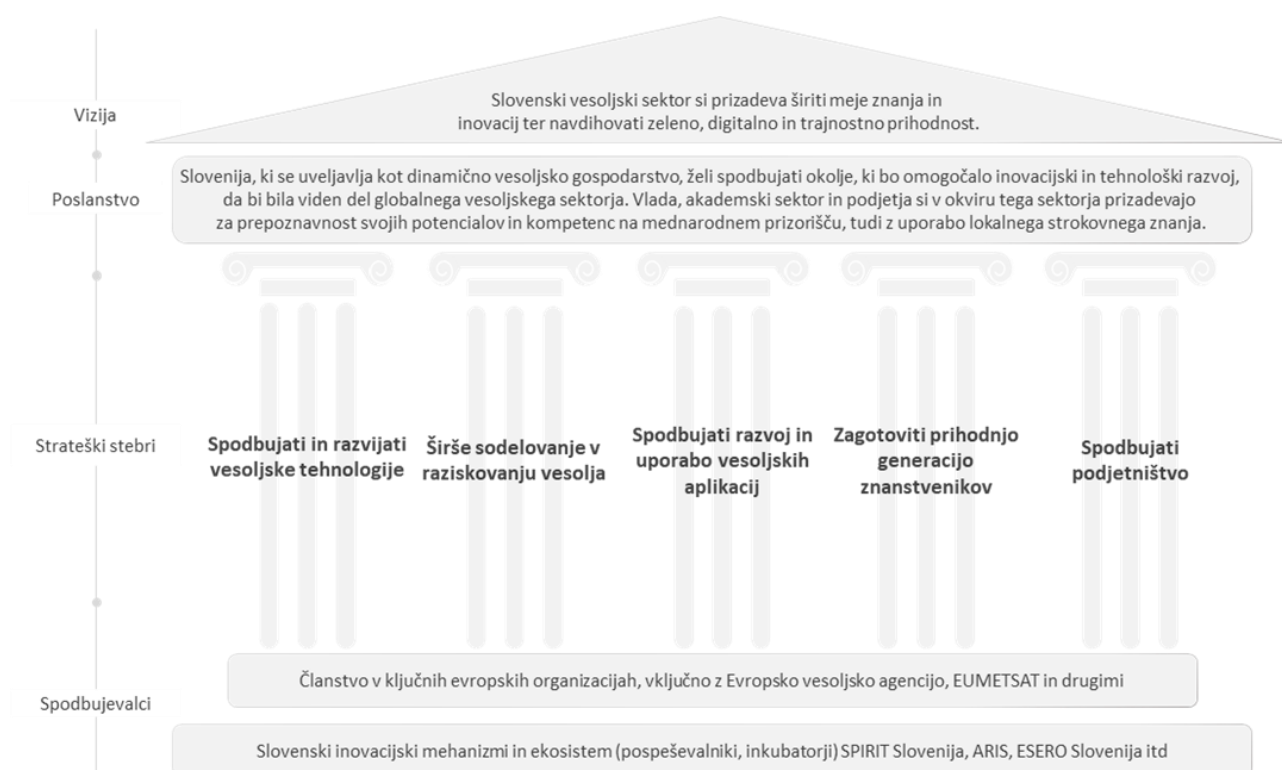 Vizija
Slovenski vesoljski sektor si prizadeva širiti meje znanja in
inovacij ter navdihovati zeleno, digitalno in trajnostno prihodnost.
Poslanstvo
Slovenija, ki se uveljavlja kot dinamično vesoljsko gospodarstvo, želi spodbujati okolje, ki bo omogočalo inovacijski in tehnološki razvoj,
da bi bila viden del globalnega vesoljskega sektorja. Vlada, akademski sektor in podjetja si v okviru tega sektorja prizadevajo
za prepoznavnost svojih potencialov in kompetenc na mednarodnem prizorišču, tudi z uporabo lokalnega strokovnega znanja.
Strateški stebri
Spodbujati in razvijati
vesoljske tehnologije
Širše sodelovanje v
raziskovanju vesolja
Spodbujati razvoj in
uporabo vesoljskih
aplikacij
Zagotoviti prihodnjo
generacijo
znanstvenikov
Spodbujati
podjetništvo
Spodbujevalci
Članstvo v ključnih evropskih organizacijah, vključno z Evropsko vesoljsko agencijo, EUMETSAT in drugimi
Slovenski inovacijski mehanizmi in ekosistem (pospeševalniki, inkubatorji) SPIRIT Slovenija, ARIS, ESERO Slovenija itd